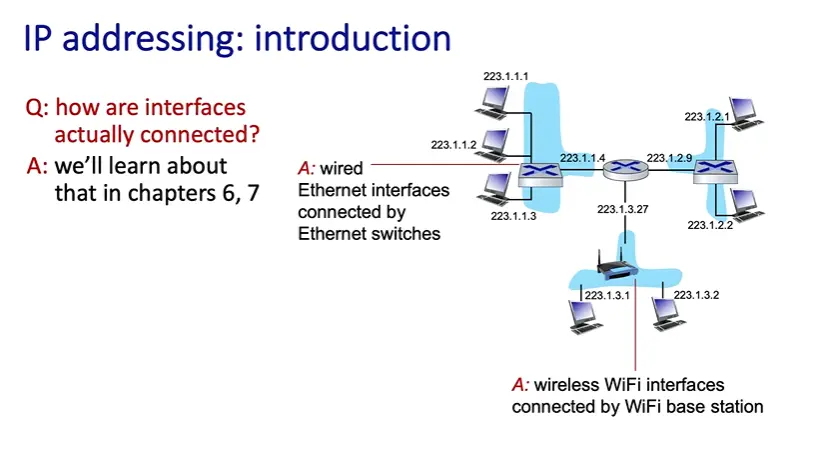 IP addressing: introduction
Q: how are interfaces
actually connected?
A: we'll learn about
that in chapters 6, 7
223.1.1.1
223.1.1.2
223.1.1.3
223.1.1.4
223.1.2.9
223.1.2.1
223.1.2.2
223.1.3.27
223.1.3.1
223.1.3.2
A: wired
Ethernet interfaces
connected by
Ethernet switches
A: wireless WiFi interfaces
connected by WiFi base station